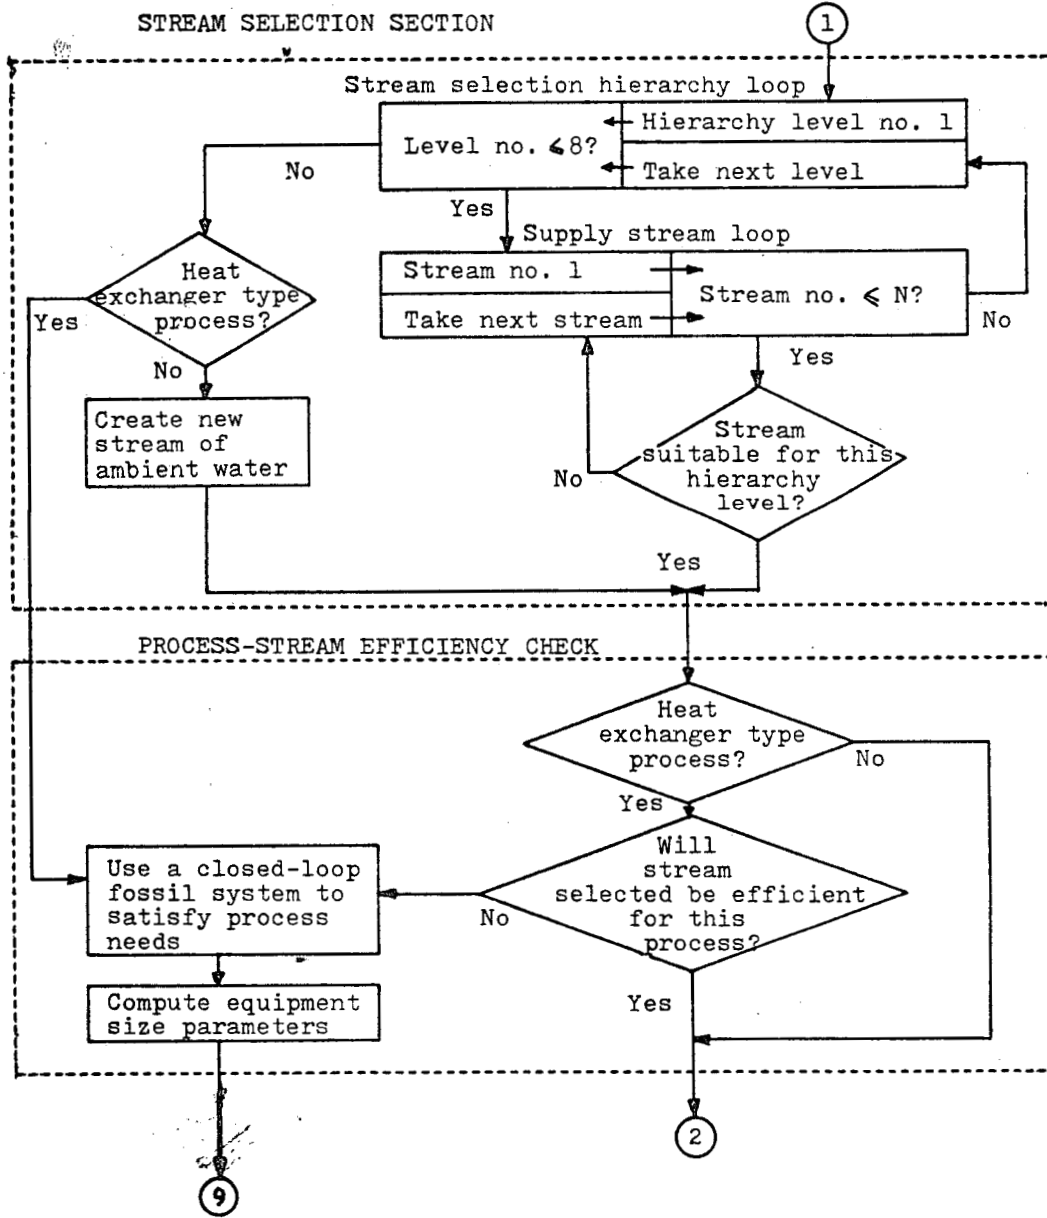 STREAM SELECTION SECTION
1
Stream selection hierarchy loop
Level no. ⩽8?
Hierarchy level no. 1
Take next level
No
Yes
Supply stream loop
Stream no. 1
Take next stream
Stream no. ⩽ N?
No
Heat
exchanger type
process?
Yes
No
Yes
Create new
stream of
ambient water
Stream
suitable for this
hierarchy
level?
No
Yes
PROCESS-STREAM EFFICIENCY CHECK
Heat
exchanger type
process?
No
Yes
Will
stream
selected be efficient
for this
process?
No
Yes
Use a closed-loop
fossil system to
satisfy process
needs
Compute equipment
size parameters
2
9